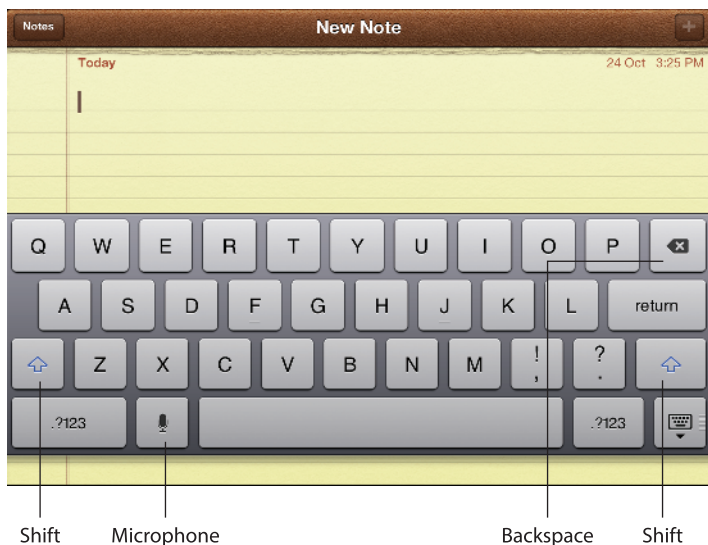 Notes New Note +
Today 24 Oct 3:25 PM
Q W E R T Y U I O P
A S D F G H J K L return
Z X C V B N M ! , ? .
.?123 .?123
Shift Microphone Backspace Shift